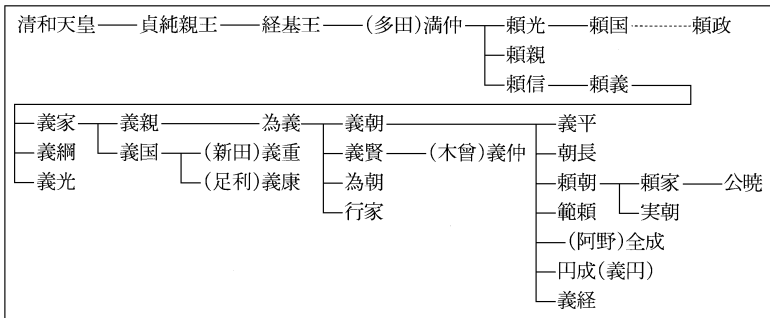 清和天皇 貞純親王 経基王 (多田)満仲 頼光 頼国 頼政
頼親
頼信 頼義
義家 義親 為義 義朝 義平
義綱 義国 (新田)義重 義賢 (木曾)義仲 朝長
義光 (足利)義康 為朝 頼朝 頼家 公暁
行家 範頼 実朝
(阿野)全成
円成(義円)
義経